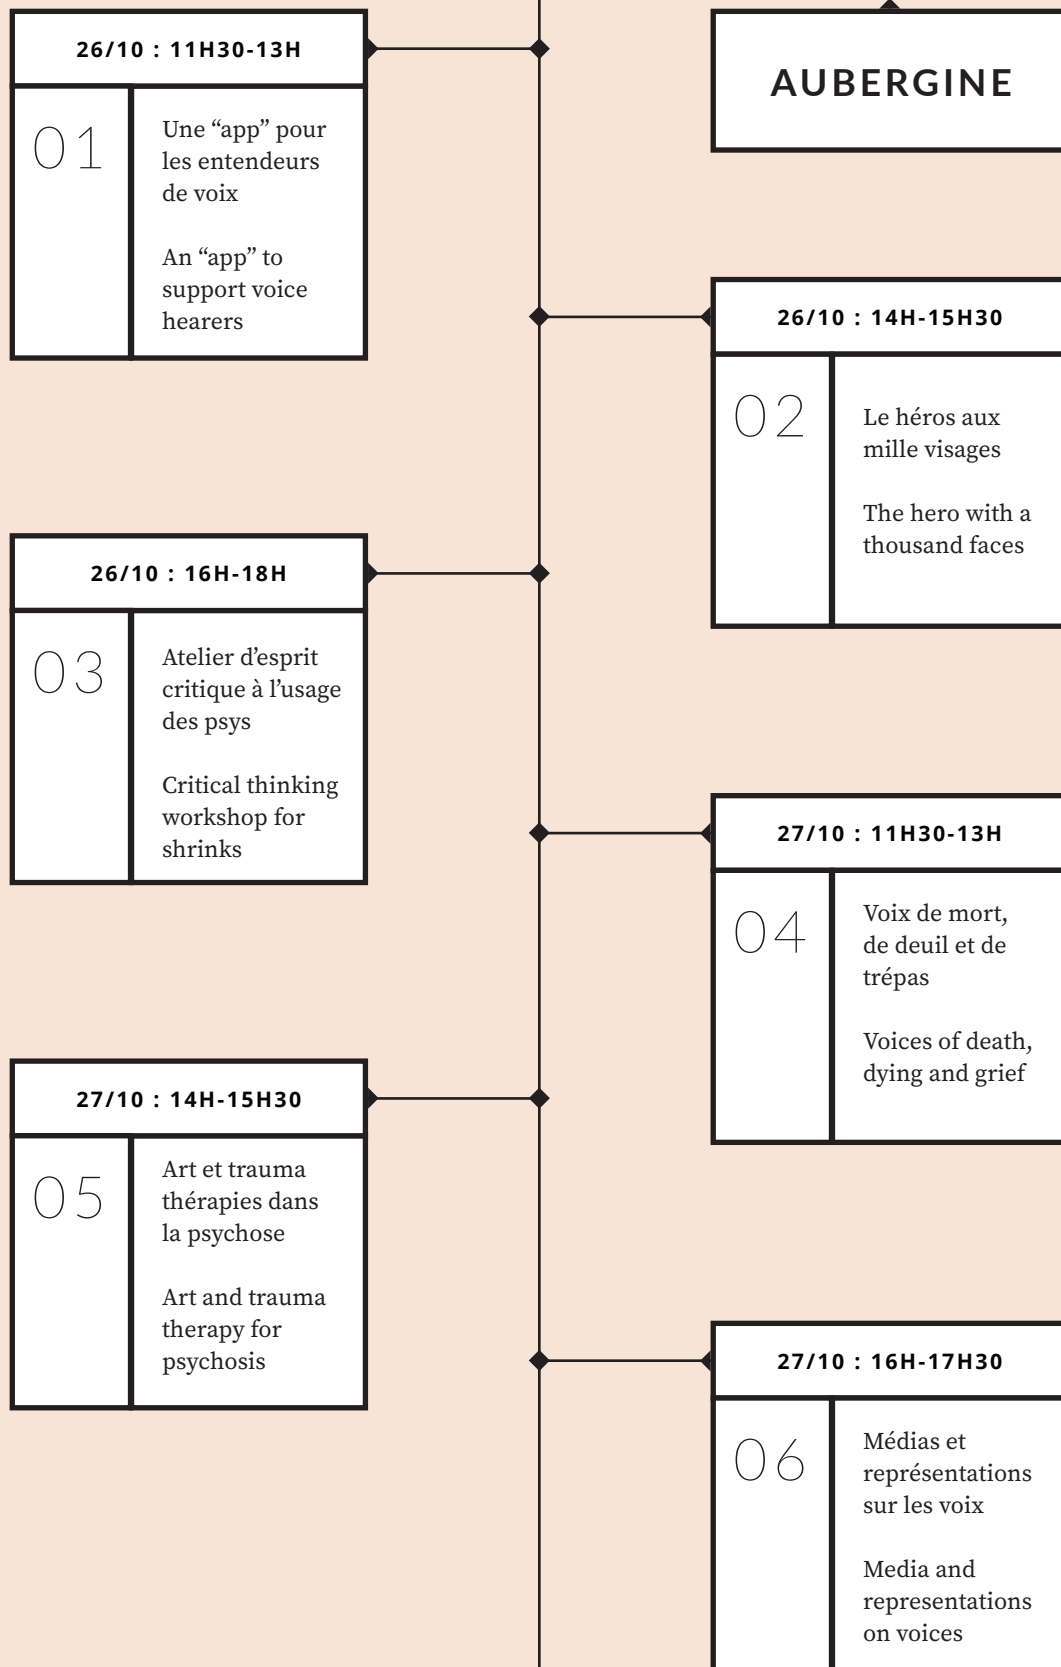 26/10 : 11H30-13H
01
Une “app” pour
les entendeurs
de voix
An “app” to
support voice
hearers
AUBERGINE
26/10 : 14H-15H30
02
Le héros aux
mille visages
The hero with a
thousand faces
26/10 : 16H-18H
03
Atelier d’esprit
critique à l’usage
des psys
Critical thinking
workshop for
shrinks
27/10 : 11H30-13H
04
Voix de mort,
de deuil et de
trépas
Voices of death,
dying and grief
27/10 : 14H-15H30
05
Art et trauma
thérapies dans
la psychose
Art and trauma
therapy for
psychosis
27/10 : 16H-17H30
06
Médias et
représentations
sur les voix
Media and
representations
on voices